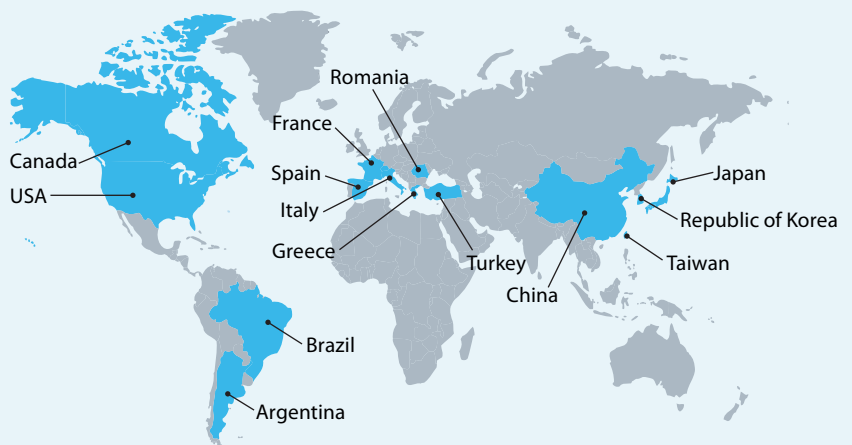 Romania
France
Canada
Spain
Japan
USA
Italy
Republic of Korea
Greece
Turkey
Taiwan
China
Brazil
Argentina